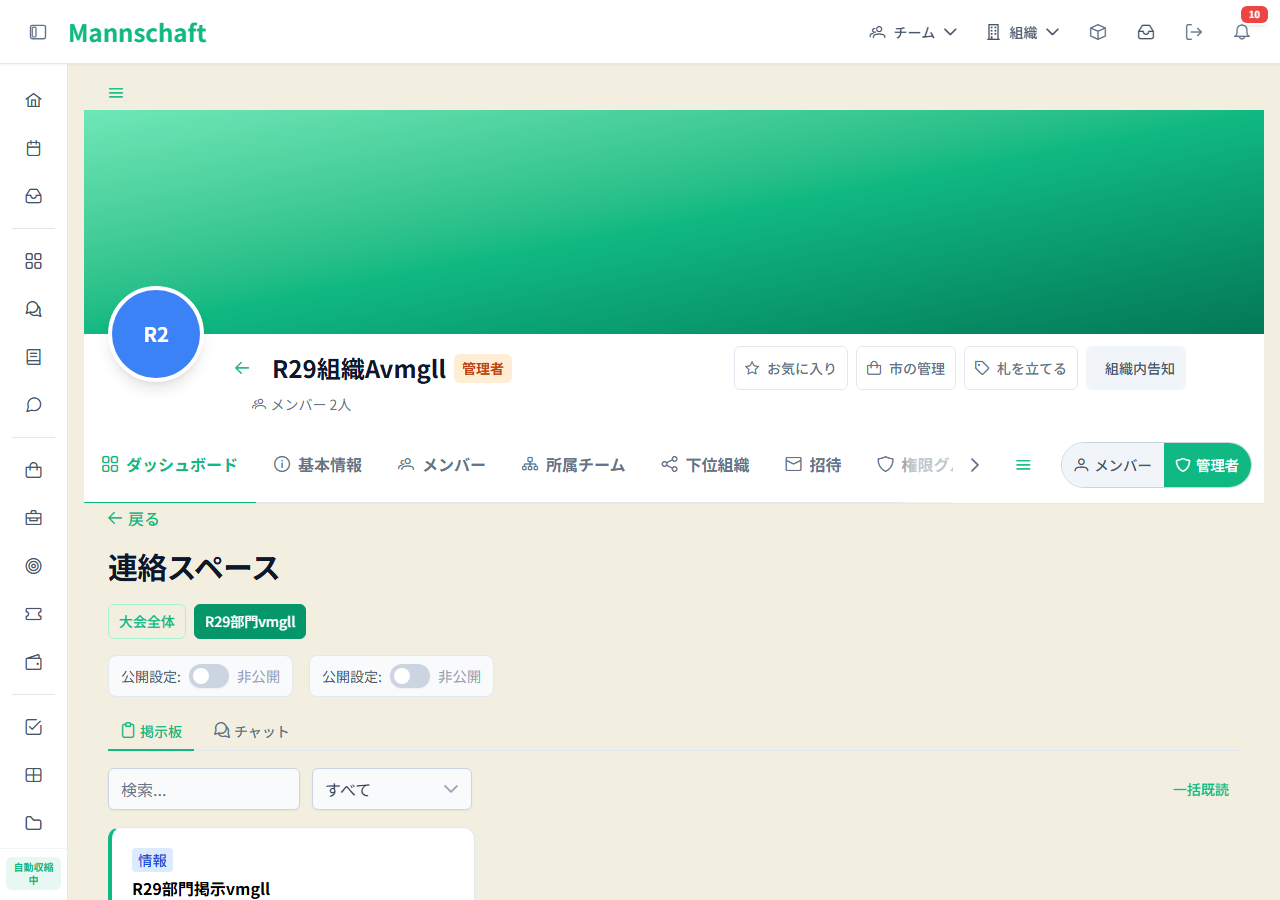 Mannschaft
チーム
組織
10
R2
R29組織Avmgll
管理者
お気に入り
市の管理
札を立てる
組織内告知
メンバー 2人
ダッシュボード
基本情報
メンバー
所属チーム
下位組織
招待
権限グ
メンバー
管理者
戻る
連絡スペース
大会全体
R29部門vmgll
公開設定: 非公開
公開設定: 非公開
掲示板
チャット
検索...
すべて
一括既読
情報
R29部門掲示vmgll
自動収縮
中